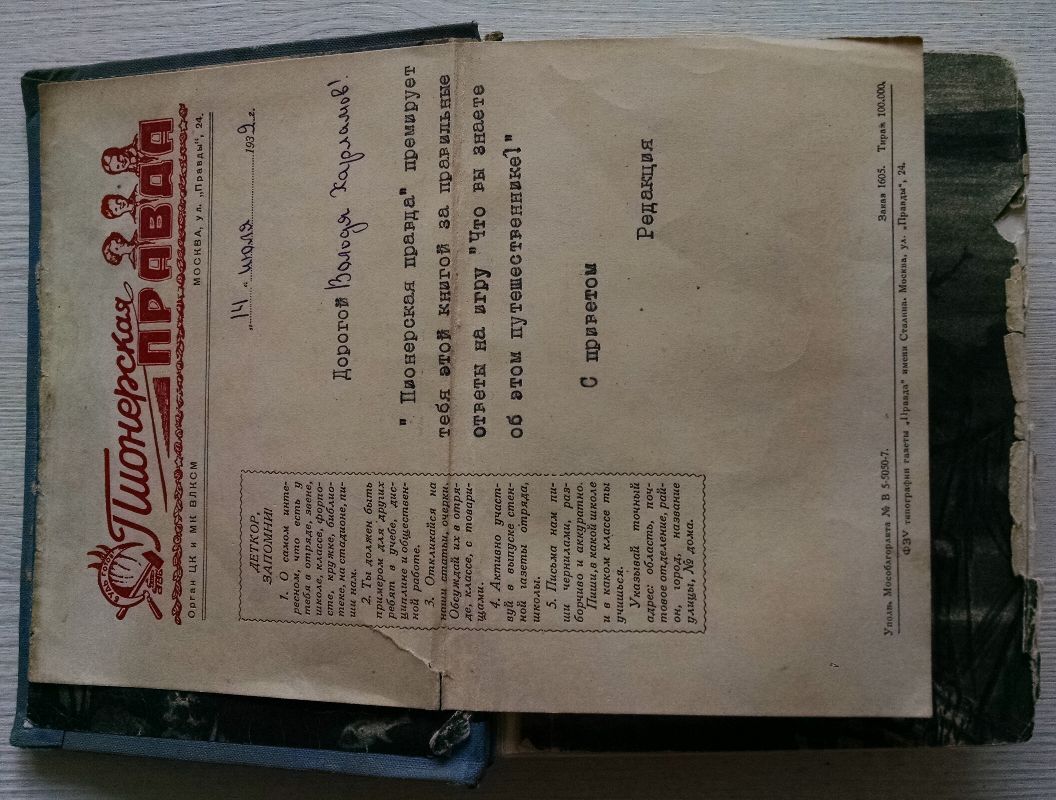 БУДЬ ГОТОВ
Пионерская
ПРАВДА
Орган ЦК и МК ВЛКСМ
МОСКВА, ул. „Правды“, 24.
„ 14 “ июля 1939 г.
ДЕТКОР,
ЗАПОМНИ!
1. О самом инте-
ресном, что есть у
тебя в отряде, звене,
школе, классе, форпо-
сте, кружке, библио-
теке, на стадионе, пи-
ши нам.
2. Ты должен быть
примером для других
ребят в учебе, дис-
циплине и обществен-
ной работе.
3. Откликайся на
наши статьи, очерки.
Обсуждай их в отря-
де, классе, с товари-
щами.
4. Активно участ-
вуй в выпуске стен-
ной газеты отряда,
школы.
5. Письма нам пи-
ши чернилами, раз-
борчиво и аккуратно.
Пиши, в какой школе
и в каком классе ты
учишься.
Указывай точный
адрес: область, поч-
товое отделение, рай-
он, город, название
улицы, № дома.
Дорогой Володя Харламов!
"Пионерская правда" премирует
тебя этой книгой за правильные
ответы на игру "Что вы знаете
об этом путешественнике?"
С приветом
Редакция
Уполн. Мособлгорлита № В 5-5050-7. Заказ 1605. Тираж 100.000.
ФЗУ типографии газеты „Правда“ имени Сталина. Москва, ул. „Правды“, 24.